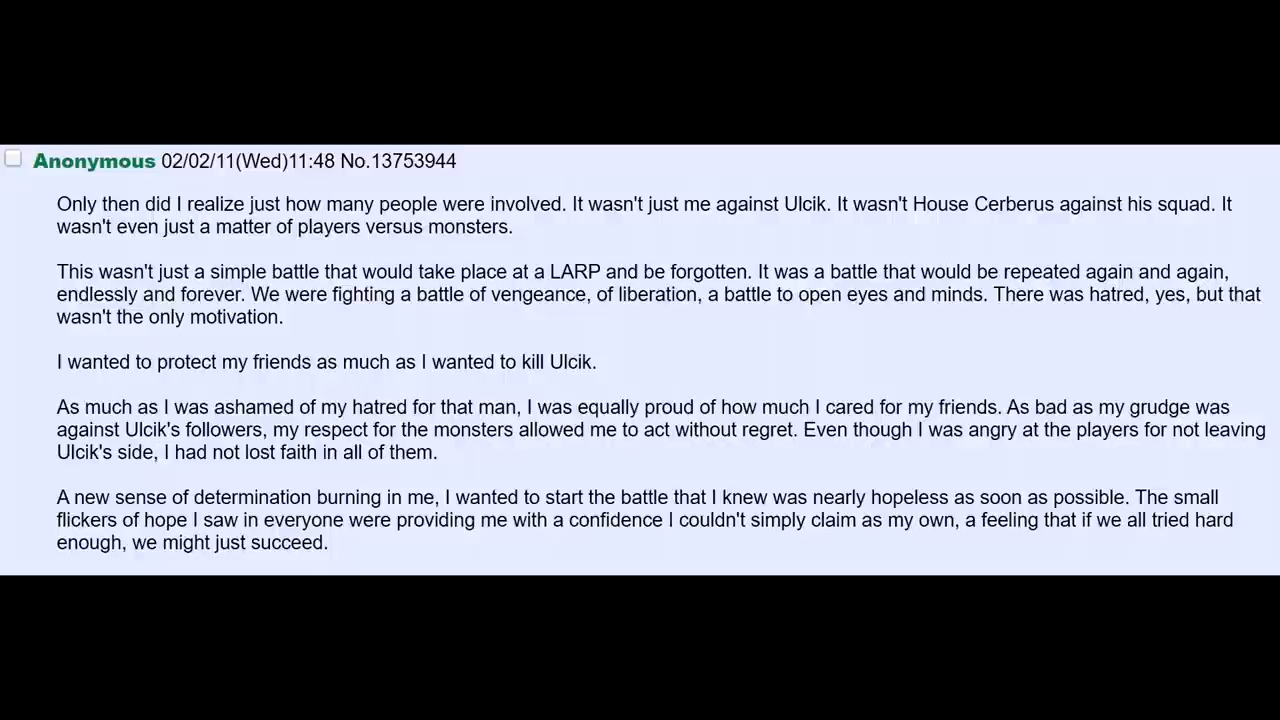 Anonymous 02/02/11(Wed)11:48 No.13753944
Only then did I realize just how many people were involved. It wasn't just me against Ulcik. It wasn't House Cerberus against his squad. It
wasn't even just a matter of players versus monsters.
This wasn't just a simple battle that would take place at a LARP and be forgotten. It was a battle that would be repeated again and again,
endlessly and forever. We were fighting a battle of vengeance, of liberation, a battle to open eyes and minds. There was hatred, yes, but that
wasn't the only motivation.
I wanted to protect my friends as much as I wanted to kill Ulcik.
As much as I was ashamed of my hatred for that man, I was equally proud of how much I cared for my friends. As bad as my grudge was
against Ulcik's followers, my respect for the monsters allowed me to act without regret. Even though I was angry at the players for not leaving
Ulcik's side, I had not lost faith in all of them.
A new sense of determination burning in me, I wanted to start the battle that I knew was nearly hopeless as soon as possible. The small
flickers of hope I saw in everyone were providing me with a confidence I couldn't simply claim as my own, a feeling that if we all tried hard
enough, we might just succeed.